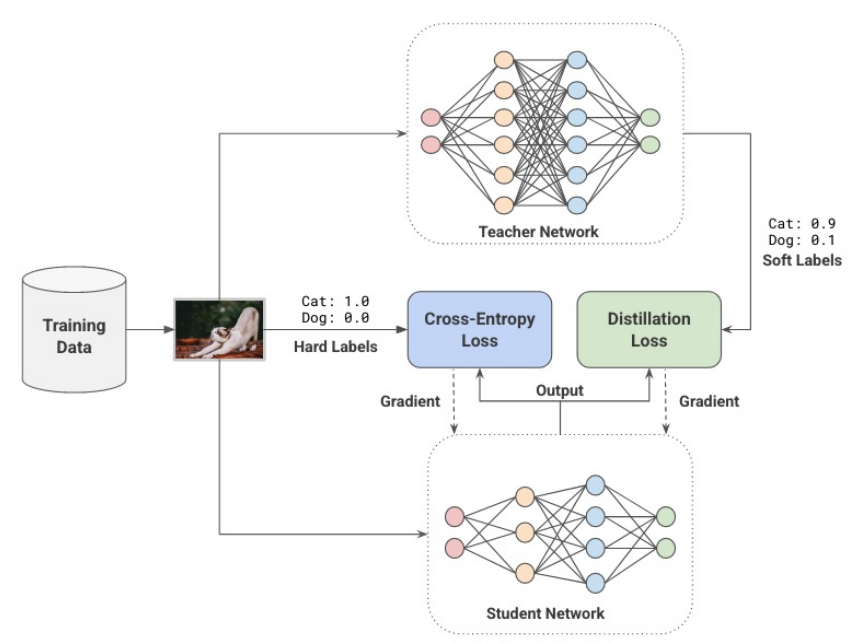 Teacher Network
Cat: 0.9
Dog: 0.1
Soft Labels
Training
Data
Cat: 1.0
Dog: 0.0
Hard Labels
Cross-Entropy
Loss
Distillation
Loss
Gradient
Output
Gradient
Student Network